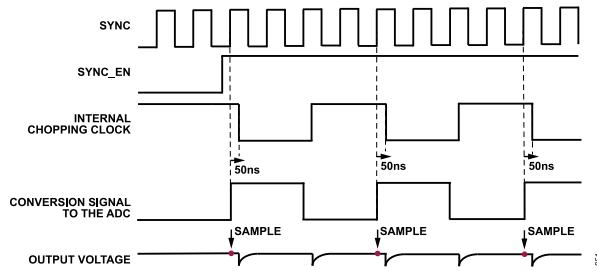 SYNC
SYNC_EN
INTERNAL
CHOPPING CLOCK
50ns
50ns
50ns
CONVERSION SIGNAL
TO THE ADC
SAMPLE
SAMPLE
SAMPLE
OUTPUT VOLTAGE